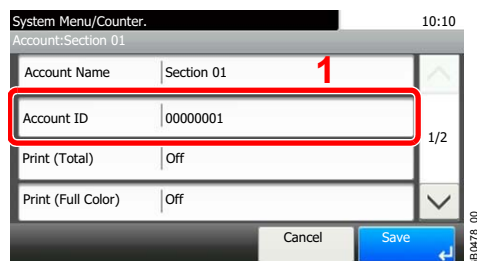 System Menu/Counter. 10:10
Account:Section 01
Account Name Section 01 1
Account ID 00000001
1/2
Print (Total) Off
Print (Full Color) Off
Cancel Save